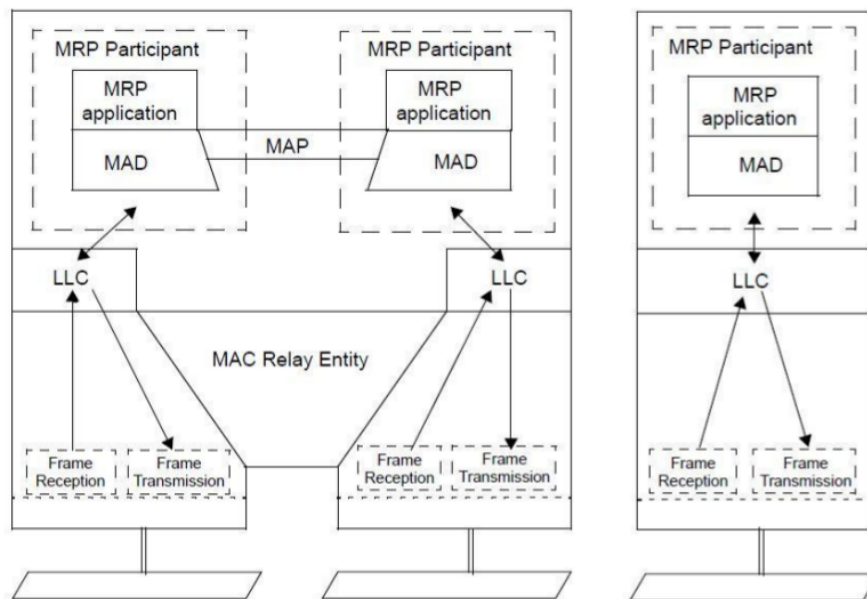 MRP Participant
MRP
application
MAD
MAP
MRP Participant
MRP
application
MAD
MRP Participant
MRP
application
MAD
LLC
LLC
LLC
MAC Relay Entity
Frame
Reception
Frame
Transmission
Frame
Reception
Frame
Transmission
Frame
Reception
Frame
Transmission